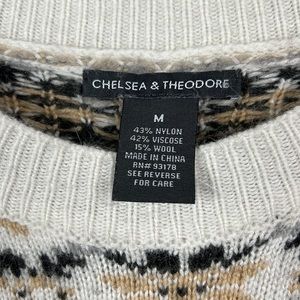 CHELSEA & THEODORE
M
43% NYLON
42% VISCOSE
15% WOOL
MADE IN CHINA
RN# 93178
SEE REVERSE
FOR CARE